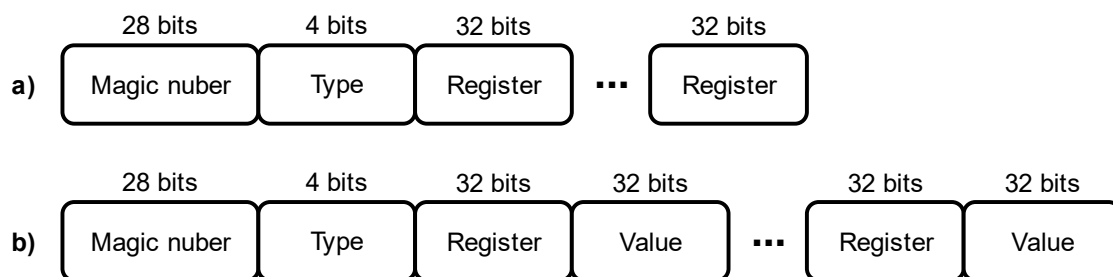 28 bits 4 bits 32 bits 32 bits
a) Magic nuber Type Register ... Register
28 bits 4 bits 32 bits 32 bits 32 bits 32 bits
b) Magic nuber Type Register Value ... Register Value